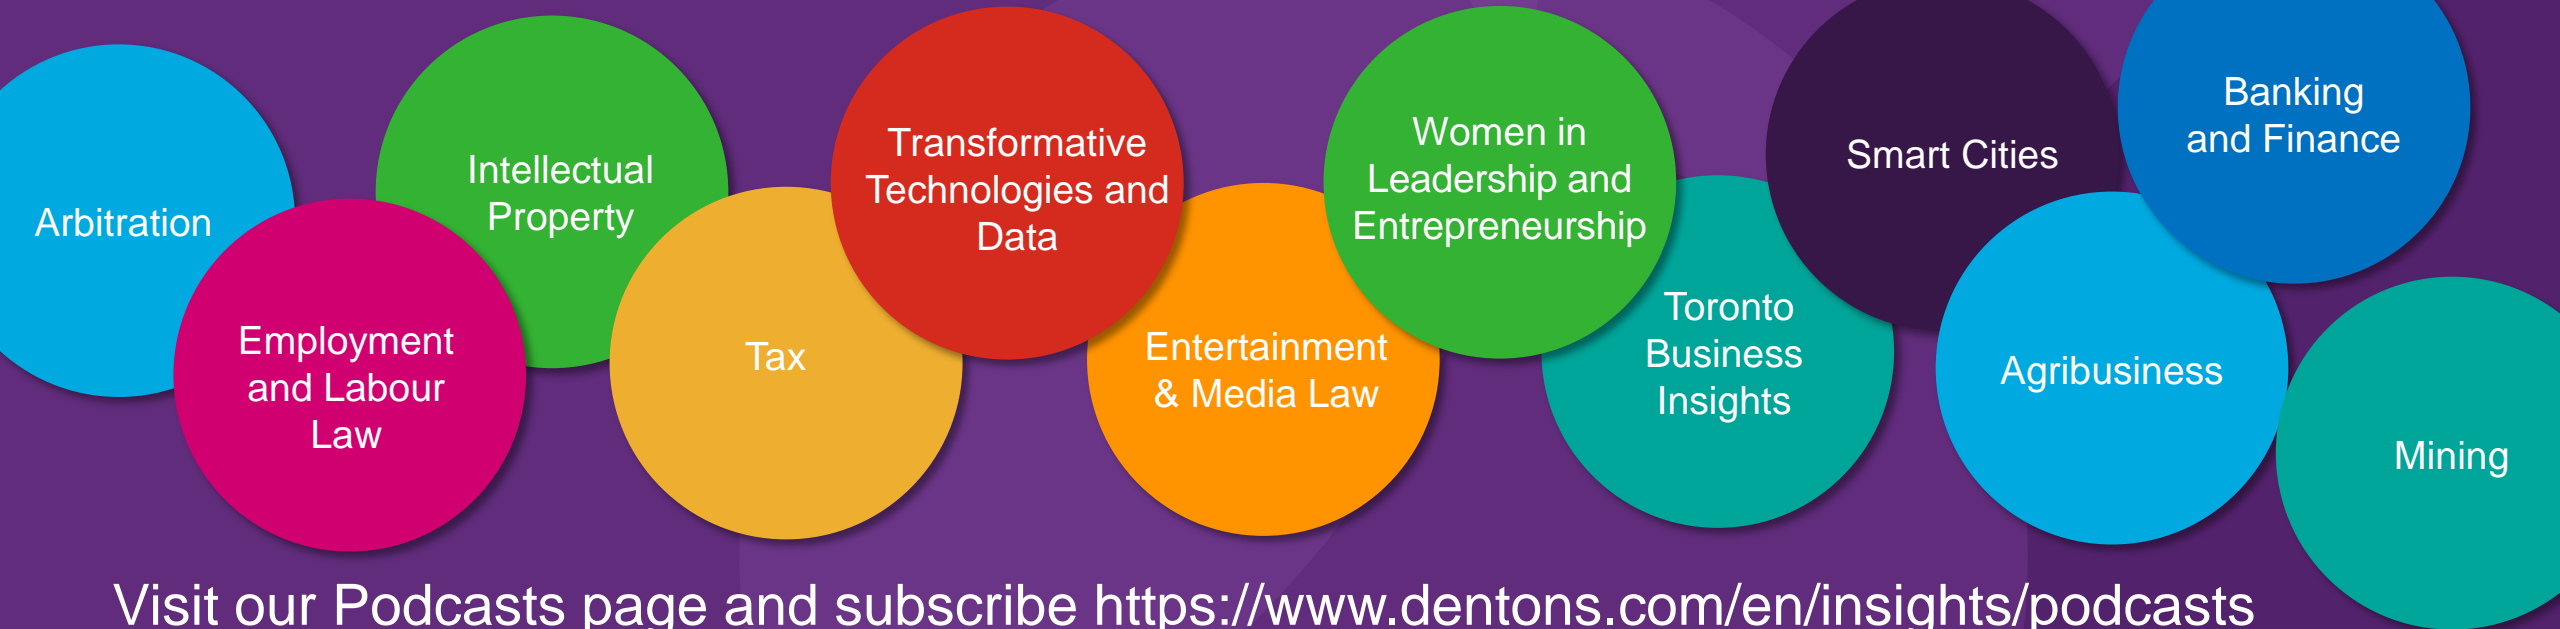 Arbitration
Employment
and Labour
Law
Intellectual
Property
Tax
Transformative
Technologies and
Data
Entertainment
& Media Law
Women in
Leadership and
Entrepreneurship
Toronto
Business
Insights
Smart Cities
Agribusiness
Banking
and Finance
Mining
Visit our Podcasts page and subscribe https://www.dentons.com/en/insights/podcasts